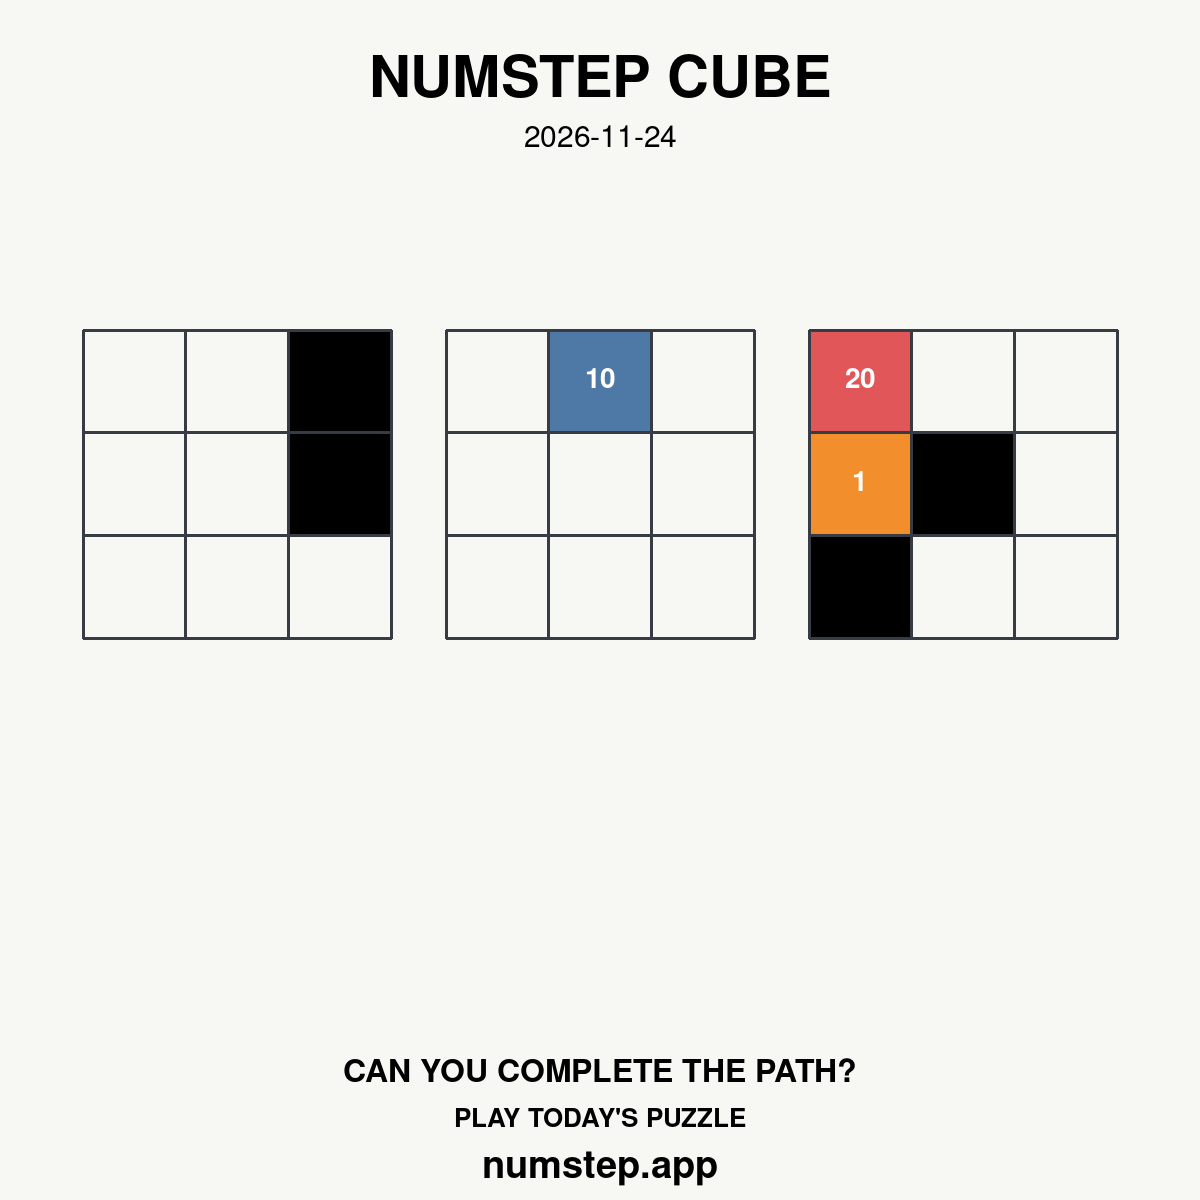 NUMSTEP CUBE
2026-11-24
10
20
1
CAN YOU COMPLETE THE PATH?
PLAY TODAY'S PUZZLE
numstep.app